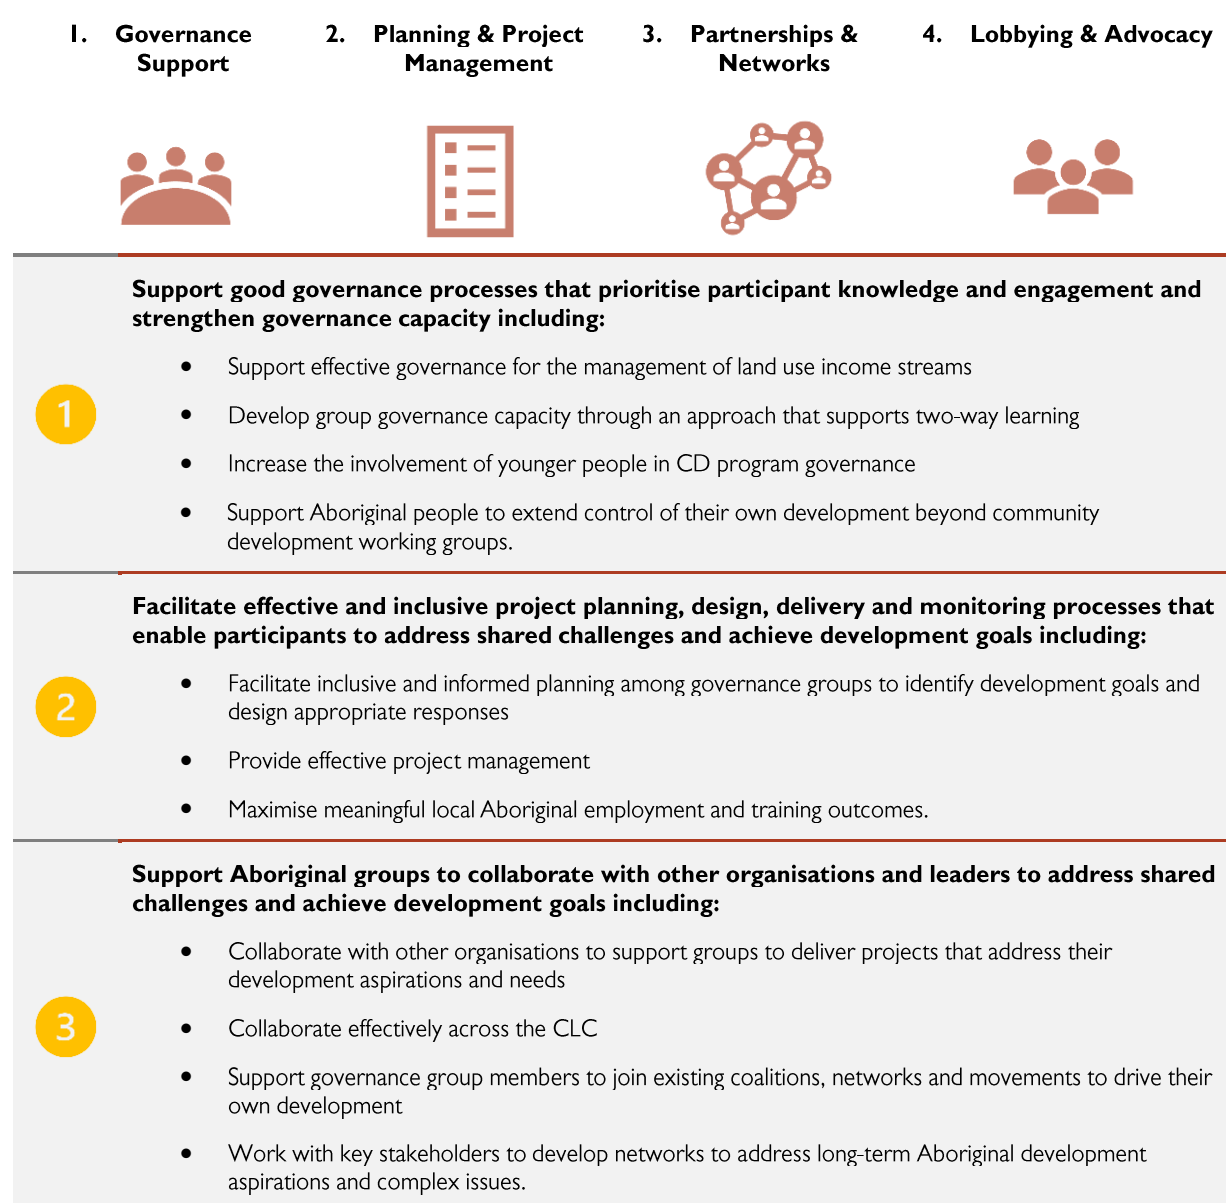 1. Governance Support
2. Planning & Project Management
3. Partnerships & Networks
4. Lobbying & Advocacy
Support good governance processes that prioritise participant knowledge and engagement and
strengthen governance capacity including:
• Support effective governance for the management of land use income streams
1
• Develop group governance capacity through an approach that supports two-way learning
• Increase the involvement of younger people in CD program governance
• Support Aboriginal people to extend control of their own development beyond community
development working groups.
Facilitate effective and inclusive project planning, design, delivery and monitoring processes that
enable participants to address shared challenges and achieve development goals including:
2
• Facilitate inclusive and informed planning among governance groups to identify development goals and
design appropriate responses
• Provide effective project management
• Maximise meaningful local Aboriginal employment and training outcomes.
Support Aboriginal groups to collaborate with other organisations and leaders to address shared
challenges and achieve development goals including:
• Collaborate with other organisations to support groups to deliver projects that address their
development aspirations and needs
3
• Collaborate effectively across the CLC
• Support governance group members to join existing coalitions, networks and movements to drive their
own development
• Work with key stakeholders to develop networks to address long-term Aboriginal development
aspirations and complex issues.